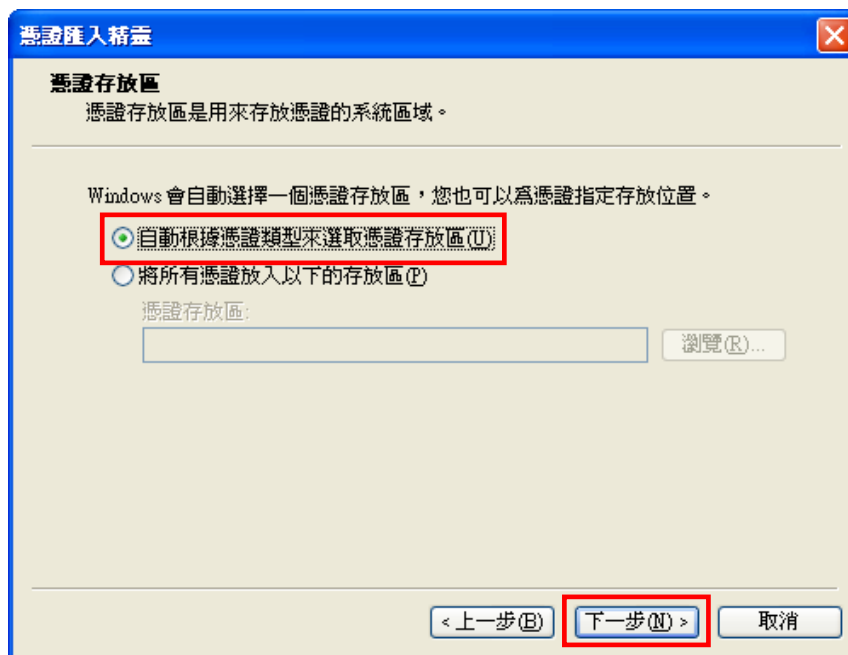 憑證匯入精靈
憑證存放區
憑證存放區是用來存放憑證的系統區域。
Windows 會自動選擇一個憑證存放區，您也可以為憑證指定存放位置。
自動根據憑證類型來選取憑證存放區(U)
將所有憑證放入以下的存放區(P)
憑證存放區:
瀏覽(R)...
< 上一步(B)
下一步(N) >
取消